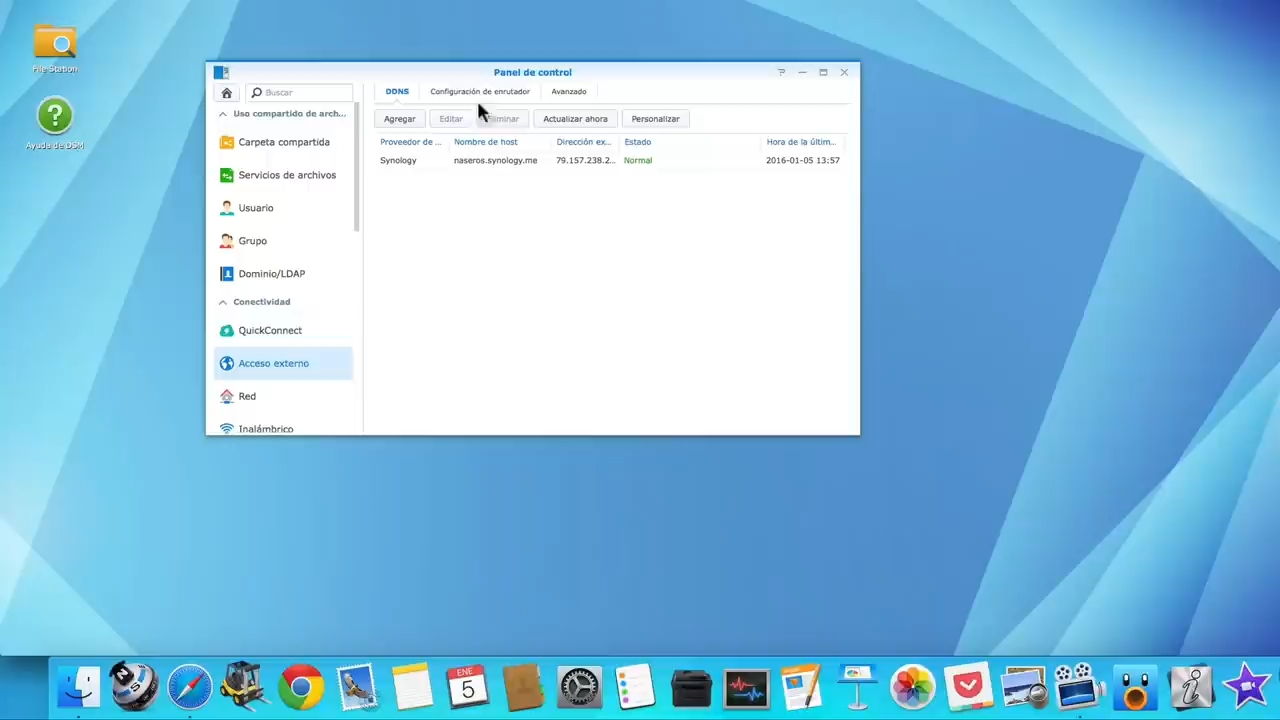 File Station
Ayuda de DSM
Panel de control
Buscar
Uso compartido de arch...
Carpeta compartida
Servicios de archivos
Usuario
Grupo
Dominio/LDAP
Conectividad
QuickConnect
Acceso externo
Red
Inalámbrico
DDNS
Configuración de enrutador
Avanzado
Agregar
Editar
Actualizar ahora
Personalizar
Proveedor de ...
Nombre de host
Dirección ex...
Estado
Hora de la últim...
Synology
naseros.synology.me
79.157.238.2...
Normal
2016-01-05 13:57
ENE
5